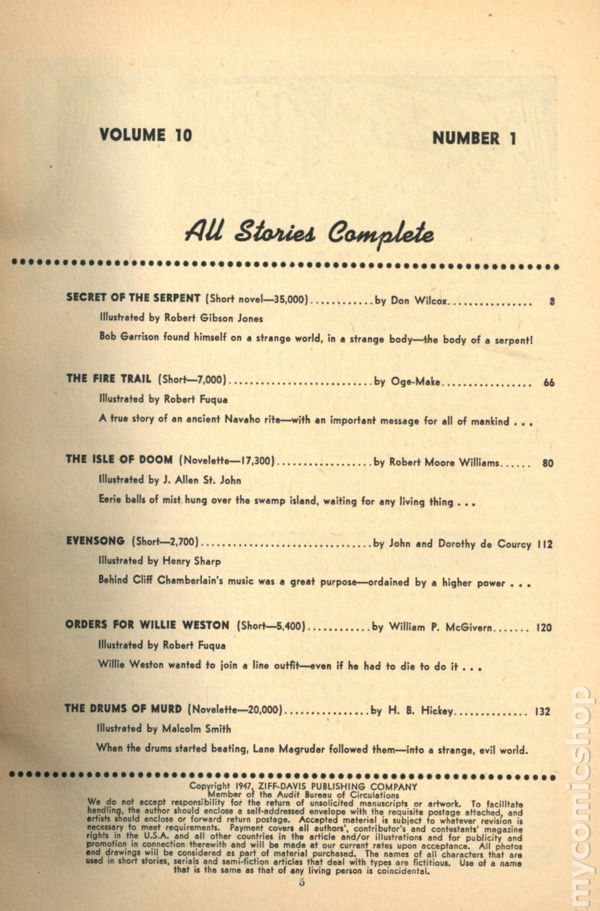 VOLUME 10 NUMBER 1
All Stories Complete
SECRET OF THE SERPENT (Short novel—35,000)............by Don Wilcox................ 8
Illustrated by Robert Gibson Jones
Bob Garrison found himself on a strange world, in a strange body—the body of a serpent!
THE FIRE TRAIL (Short—7,000)...........................by Oge-Make................. 66
Illustrated by Robert Fuqua
A true story of an ancient Navaho rite—with an important message for all of mankind . . .
THE ISLE OF DOOM (Novelette—17,300)..................by Robert Moore Williams...... 80
Illustrated by J. Allen St. John
Eerie balls of mist hung over the swamp island, waiting for any living thing . . .
EVENSONG (Short—2,700)................................by John and Dorothy de Courcy 112
Illustrated by Henry Sharp
Behind Cliff Chamberlain's music was a great purpose—ordained by a higher power . . .
ORDERS FOR WILLIE WESTON (Short—5,400)............by William P. McGivern....... 120
Illustrated by Robert Fuqua
Willie Weston wanted to join a line outfit—even if he had to die to do it . . .
THE DRUMS OF MURD (Novelette—20,000)................by H. B. Hickey.............. 132
Illustrated by Malcolm Smith
When the drums started beating, Lane Magruder followed them—into a strange, evil world.
Copyright 1947, ZIFF-DAVIS PUBLISHING COMPANY
Member of the Audit Bureau of Circulations
We do not accept responsibility for the return of unsolicited manuscripts or artwork. To facilitate
handling, the author should enclose a self-addressed envelope with the requisite postage attached, and
artists should enclose or forward return postage. Accepted material is subject to whatever revision is
necessary to meet requirements. Payment covers all authors', contributor's and contestants' magazine
rights in the U.S.A. and all other countries in the article and/or illustrations and for publicity and
promotion in connection therewith and will be made at our current rates upon acceptance. All photos
and drawings will be considered as part of material purchased. The names of all characters that are
used in short stories, serials and semi-fiction articles that deal with types are fictitious. Use of a name
that is the same as that of any living person is coincidental.
5
mycomicshop